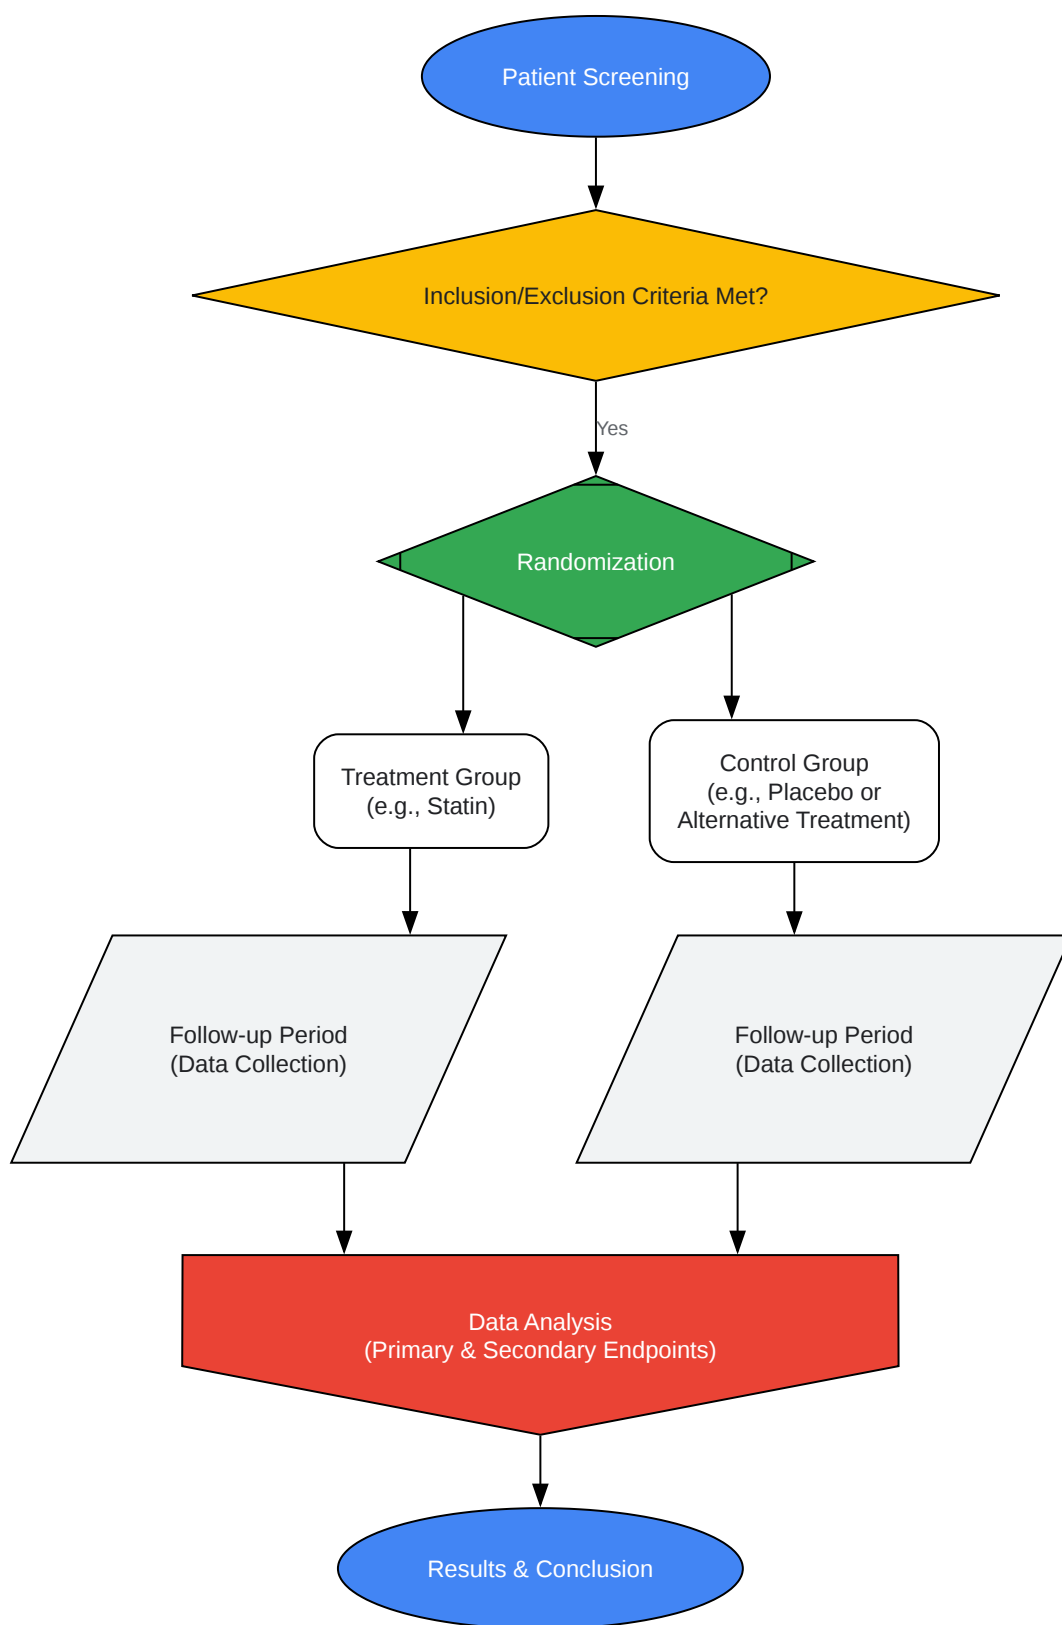 Patient Screening
Inclusion/Exclusion Criteria Met?
Yes
Randomization
Treatment Group
(e.g., Statin)
Control Group
(e.g., Placebo or
Alternative Treatment)
Follow-up Period
(Data Collection)
Follow-up Period
(Data Collection)
Data Analysis
(Primary & Secondary Endpoints)
Results & Conclusion